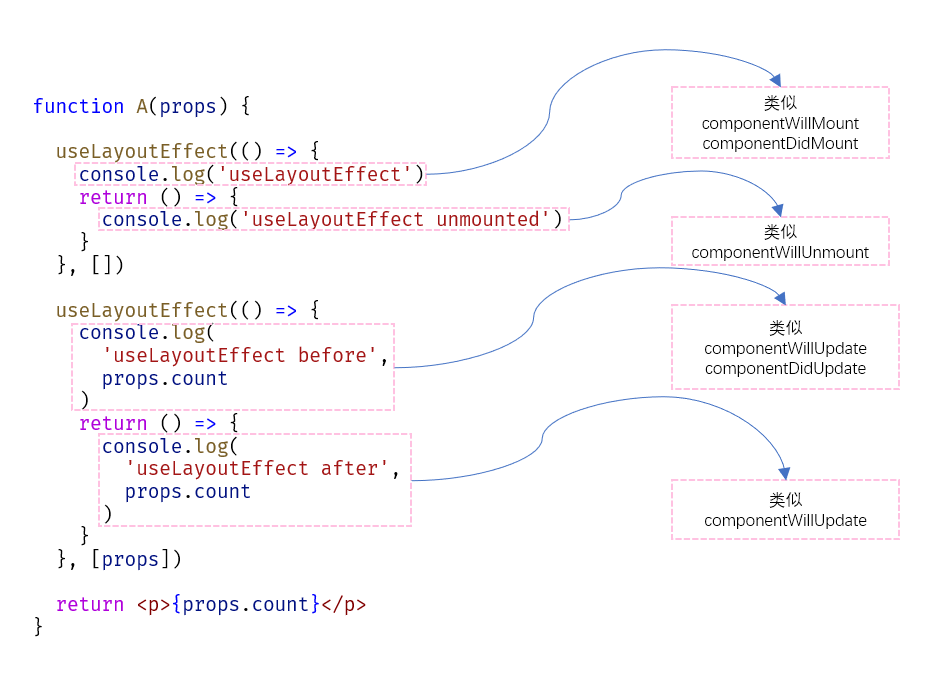 function A(props) {
useLayoutEffect(() => {
console.log('useLayoutEffect')
return () => {
console.log('useLayoutEffect unmounted')
}
}, [])
useLayoutEffect(() => {
console.log(
'useLayoutEffect before',
props.count
)
return () => {
console.log(
'useLayoutEffect after',
props.count
)
}
}, [props])
return <p>{props.count}</p>
}
类似
componentWillMount
componentDidMount
类似
componentWillUnmount
类似
componentWillUpdate
componentDidUpdate
类似
componentWillUpdate